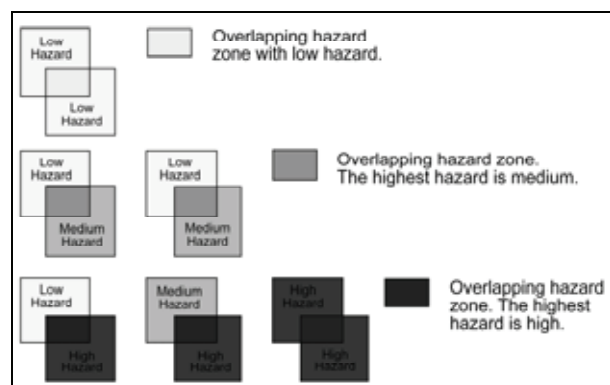 Low
Hazard
Low
Hazard
Overlapping hazard
zone with low hazard.
Low
Hazard
Medium
Hazard
Low
Hazard
Medium
Hazard
Overlapping hazard zone.
The highest hazard is medium.
Low
Hazard
High
Hazard
Medium
Hazard
High
Hazard
High
Hazard
High
Hazard
Overlapping hazard
zone. The highest
hazard is high.